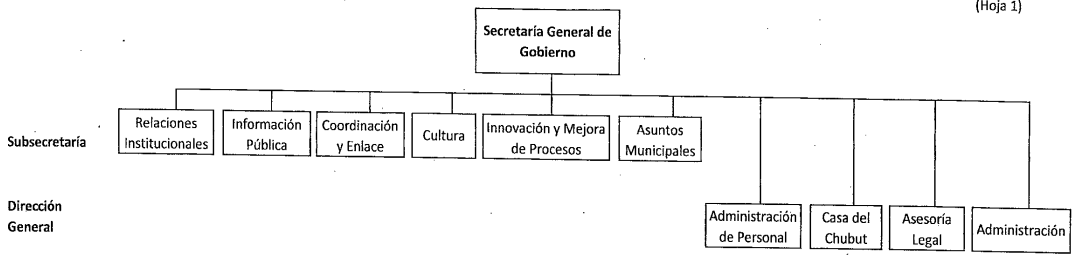 (Hoja 1)
Secretaría General de
Gobierno
Subsecretaría
Relaciones
Institucionales
Información
Pública
Coordinación
y Enlace
Cultura
Innovación y Mejora
de Procesos
Asuntos
Municipales
Dirección
General
Administración
de Personal
Casa del
Chubut
Asesoría
Legal
Administración